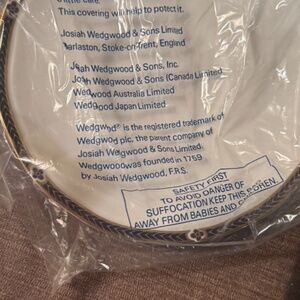 little care.
This covering will help to protect it.
Josiah Wedgwood & Sons Limited
Barlaston, Stoke-on-Trent, England
Josiah Wedgwood & Sons, Inc.
Josiah Wedgwood & Sons (Canada) Limited
Wedgwood Australia Limited
Wedgwood Japan Limited
Wedgwood® is the registered trademark of
Wedgwood plc, the parent company of
Josiah Wedgwood & Sons Limited.
Wedgwood was founded in 1759
by Josiah Wedgwood, F.R.S.
SAFETY FIRST
TO AVOID DANGER OF
SUFFOCATION KEEP THIS
AWAY FROM BABIES AND CHILDREN.